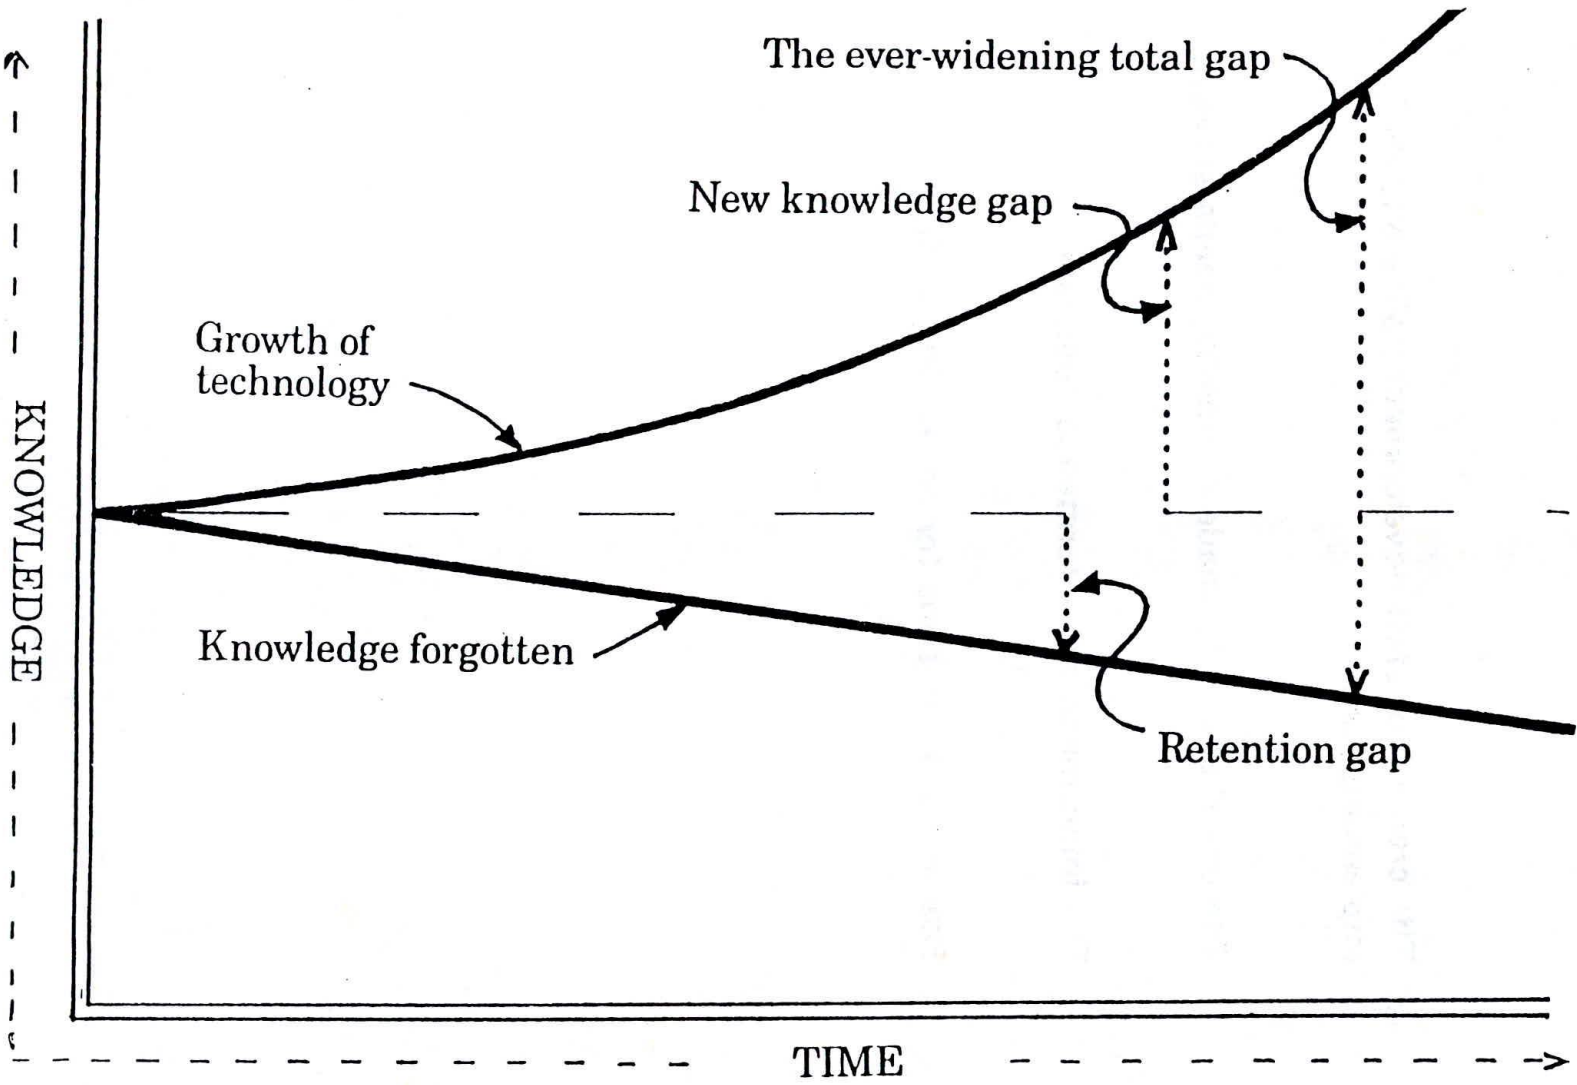 The ever-widening total gap
New knowledge gap
Growth of
technology
KNOWLEDGE
Knowledge forgotten
Retention gap
TIME